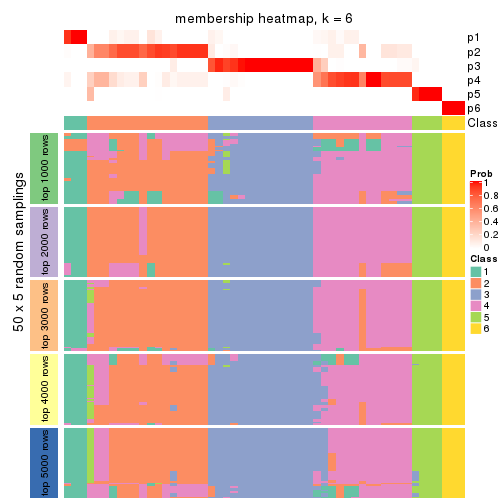 membership heatmap, k = 6
p1
p2
p3
p4
p5
p6
Class
50 x 5 random samplings
top 1000 rows
top 2000 rows
top 3000 rows
top 4000 rows
top 5000 rows
Prob
1
0.8
0.6
0.4
0.2
0
Class
1
2
3
4
5
6